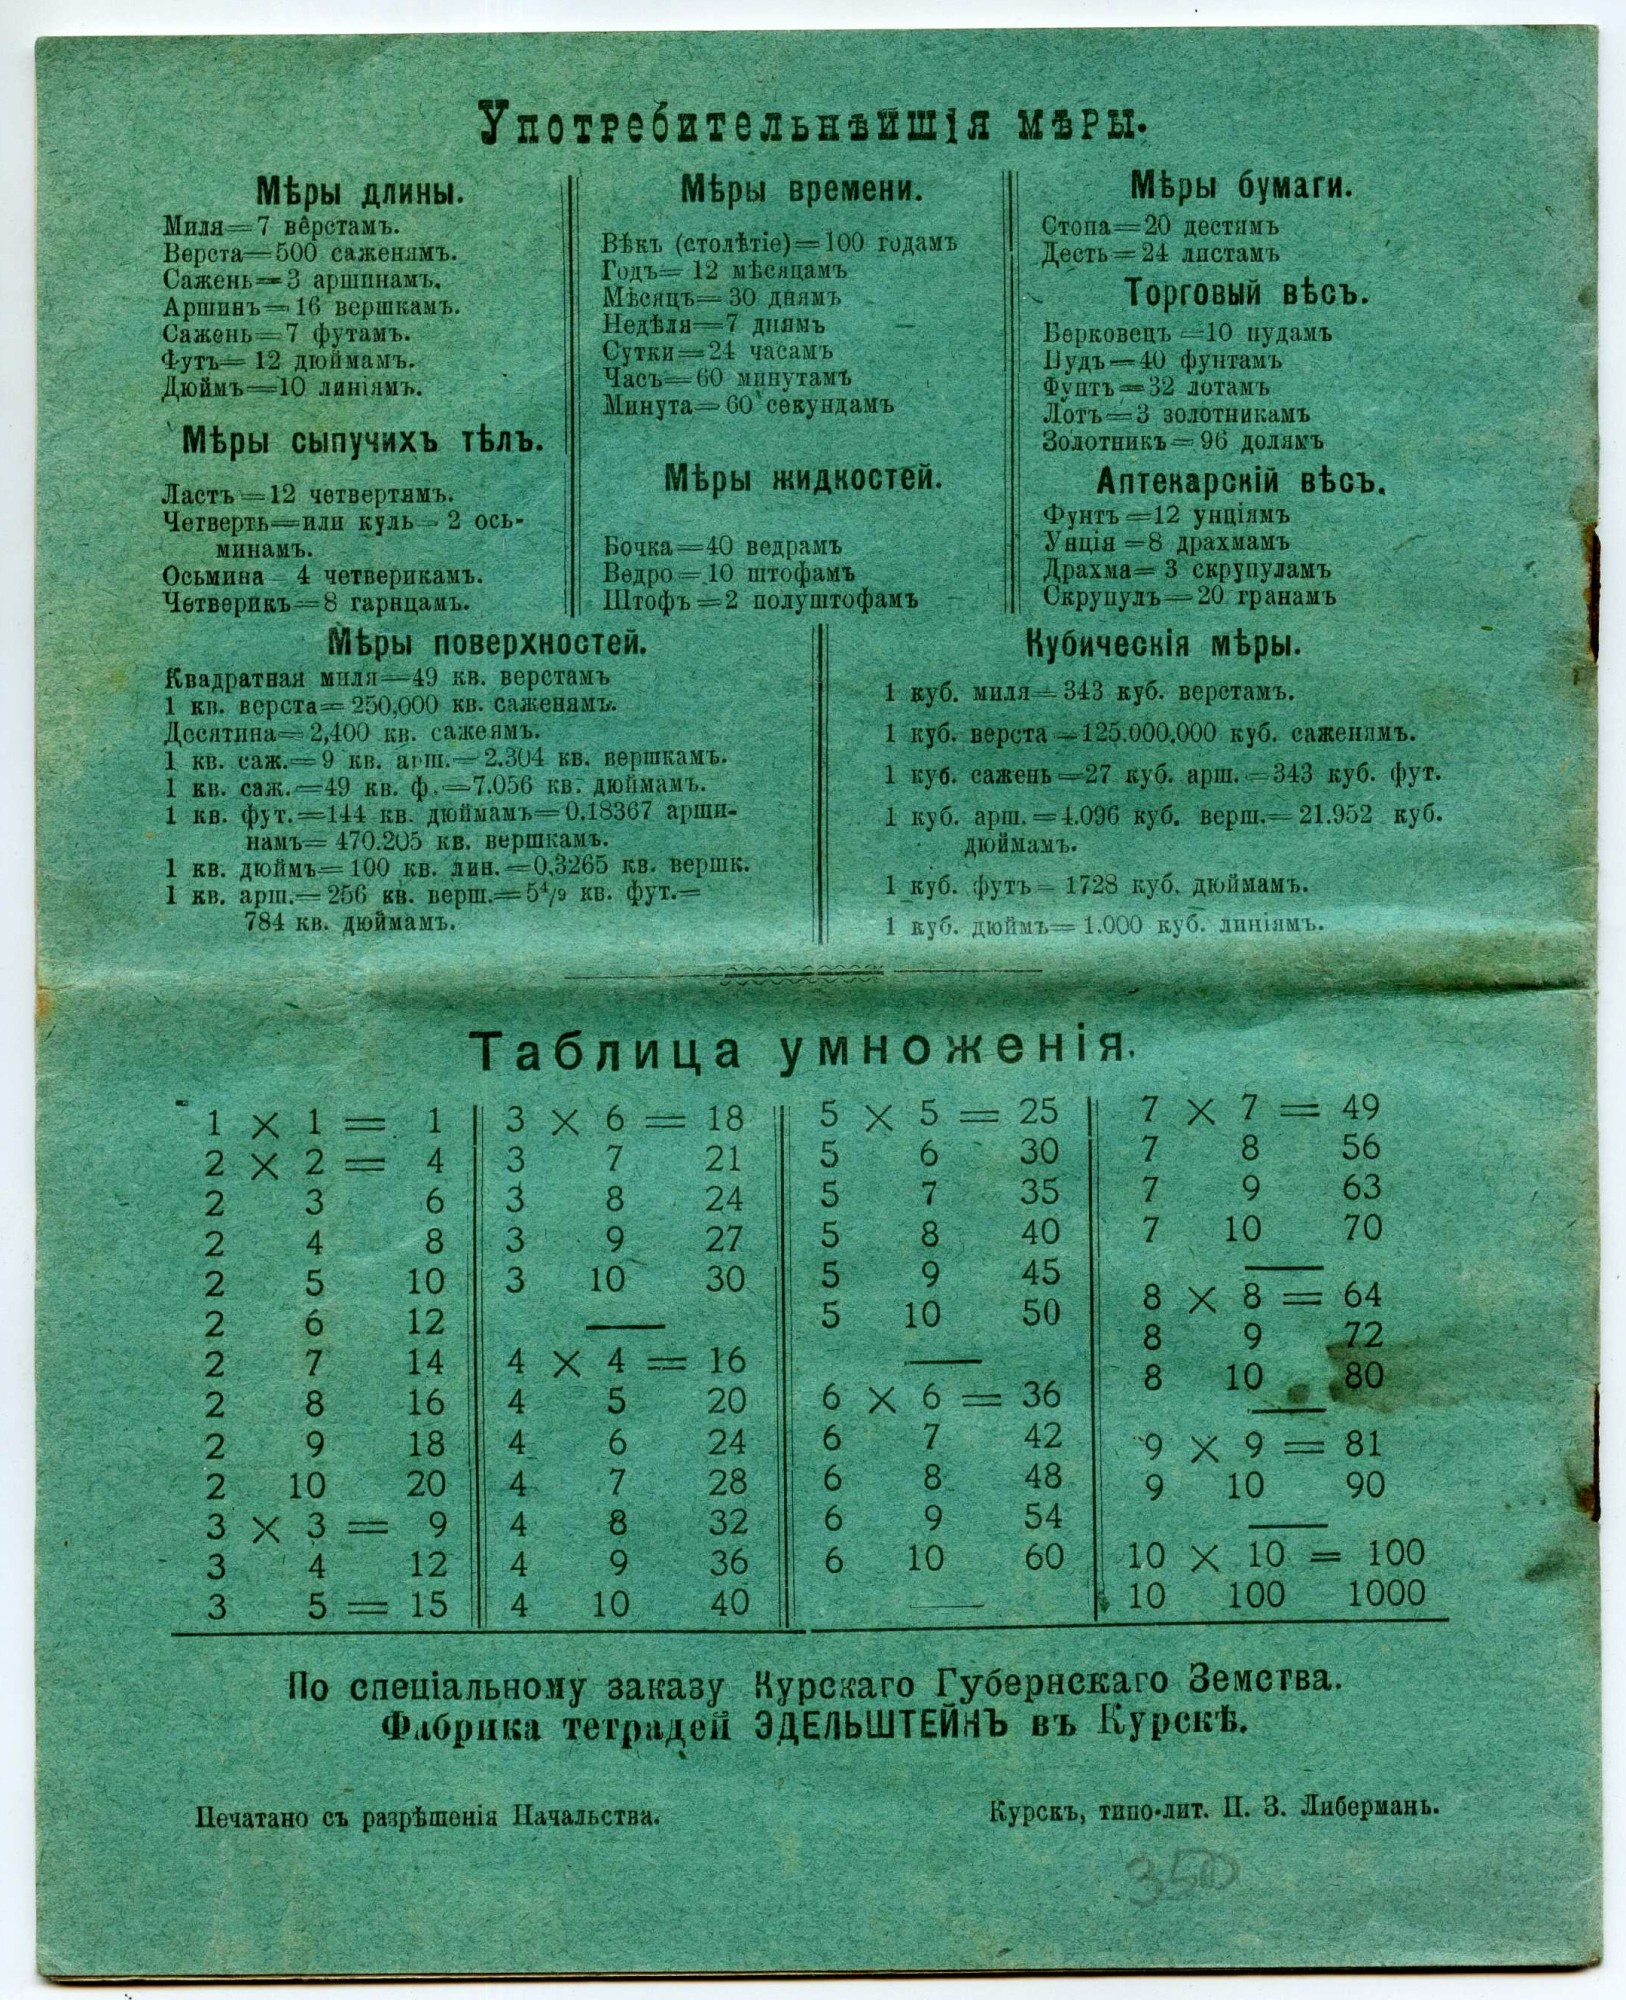 Употребительнѣйшія мѣры.
Мѣры длины.
Миля=7 верстамъ.
Верста=500 саженямъ.
Сажень=3 аршинамъ.
Аршинъ=16 вершкамъ.
Сажень=7 футамъ.
Футъ=12 дюймамъ.
Дюймъ=10 линіямъ.
Мѣры сыпучихъ тѣлъ.
Ластъ=12 четвертямъ.
Четверть=или куль=2 ось-
минамъ.
Осьмина=4 четверикамъ.
Четверикъ=8 гарнцамъ.
Мѣры времени.
Вѣкъ (столѣтіе)=100 годамъ
Годъ=12 мѣсяцамъ
Мѣсяцъ=30 днямъ
Недѣля=7 днямъ
Сутки=24 часамъ
Часъ=60 минутамъ
Минута=60 секундамъ
Мѣры жидкостей.
Бочка=40 ведрамъ
Ведро=10 штофамъ
Штофъ=2 полуштофамъ
Мѣры бумаги.
Стопа=20 дестямъ
Десть=24 листамъ
Торговый вѣсъ.
Берковецъ=10 пудамъ
Пудъ=40 фунтамъ
Фунтъ=32 лотамъ
Лотъ=3 золотникамъ
Золотникъ=96 долямъ
Аптекарскій вѣсъ.
Фунтъ=12 унціямъ
Унція=8 драхмамъ
Драхма=3 скрупуламъ
Скрупулъ=20 гранамъ
Мѣры поверхностей.
Квадратная миля=49 кв. верстамъ
1 кв. верста=250,000 кв. саженямъ.
Десятина=2,400 кв. сажеямъ.
1 кв. саж.=9 кв. арш.=2.304 кв. вершкамъ.
1 кв. саж.=49 кв. ф.=7.056 кв. дюймамъ.
1 кв. фут.=144 кв. дюймамъ=0.18367 арши-
намъ=470.205 кв. вершкамъ.
1 кв. дюймъ=100 кв. лин.=0,3265 кв. вершк.
1 кв. арш.=256 кв. верш.=5⁴/₉ кв. фут.=
784 кв. дюймамъ.
Кубическія мѣры.
1 куб. миля=343 куб. верстамъ.
1 куб. верста=125.000.000 куб. саженямъ.
1 куб. сажень=27 куб. арш.=343 куб. фут.
1 куб. арш.=4.096 куб. верш.=21.952 куб.
дюймамъ.
1 куб. футъ=1728 куб. дюймамъ.
1 куб. дюймъ=1.000 куб. линіямъ.
Таблица умноженія.
1 × 1 = 1
2 × 2 = 4
2 3 6
2 4 8
2 5 10
2 6 12
2 7 14
2 8 16
2 9 18
2 10 20
3 × 3 = 9
3 4 12
3 5 = 15
3 × 6 = 18
3 7 21
3 8 24
3 9 27
3 10 30
4 × 4 = 16
4 5 20
4 6 24
4 7 28
4 8 32
4 9 36
4 10 40
5 × 5 = 25
5 6 30
5 7 35
5 8 40
5 9 45
5 10 50
6 × 6 = 36
6 7 42
6 8 48
6 9 54
6 10 60
7 × 7 = 49
7 8 56
7 9 63
7 10 70
8 × 8 = 64
8 9 72
8 10 80
9 × 9 = 81
9 10 90
10 × 10 = 100
10 100 1000
По спеціальному заказу Курскаго Губернскаго Земства.
Фабрика тетрадей ЭДЕЛЬШТЕЙНЪ въ Курскѣ.
Печатано съ разрѣшенія Начальства.
Курскъ, типо-лит. П. З. Либерманъ.
350